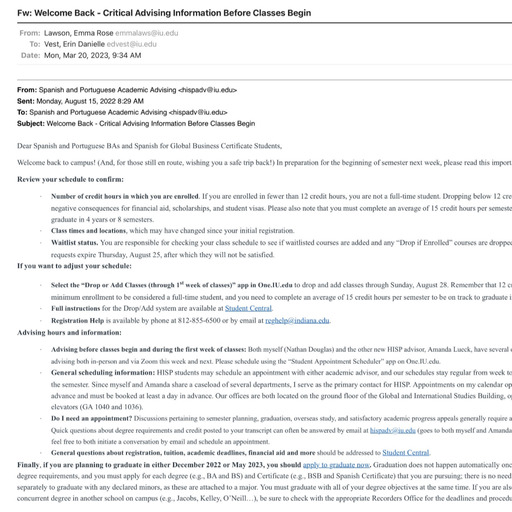 Fw: Welcome Back - Critical Advising Information Before Classes Begin
From: Lawson, Emma Rose emmalaws@iu.edu
To: Vest, Erin Danielle edvest@iu.edu
Date: Mon, Mar 20, 2023, 9:34 AM
From: Spanish and Portuguese Academic Advising <hispadv@iu.edu>
Sent: Monday, August 15, 2022 8:29 AM
To: Spanish and Portuguese Academic Advising <hispadv@iu.edu>
Subject: Welcome Back - Critical Advising Information Before Classes Begin
Dear Spanish and Portuguese BAs and Spanish for Global Business Certificate Students,
Welcome back to campus! (And, for those still en route, wishing you a safe trip back!) In preparation for the beginning of semester next week, please read this import
Review your schedule to confirm:
· Number of credit hours in which you are enrolled. If you are enrolled in fewer than 12 credit hours, you are not a full-time student. Dropping below 12 cre
negative consequences for financial aid, scholarships, and student visas. Please also note that you must complete an average of 15 credit hours per semeste
graduate in 4 years or 8 semesters.
· Class times and locations, which may have changed since your initial registration.
· Waitlist status. You are responsible for checking your class schedule to see if waitlisted courses are added and any “Drop if Enrolled” courses are dropped
requests expire Thursday, August 25, after which they will not be satisfied.
If you want to adjust your schedule:
· Select the “Drop or Add Classes (through 1st week of classes)” app in One.IU.edu to drop and add classes through Sunday, August 28. Remember that 12 c
minimum enrollment to be considered a full-time student, and you need to complete an average of 15 credit hours per semester to be on track to graduate i
· Full instructions for the Drop/Add system are available at Student Central.
· Registration Help is available by phone at 812-855-6500 or by email at reghelp@indiana.edu.
Advising hours and information:
· Advising before classes begin and during the first week of classes: Both myself (Nathan Douglas) and the other new HISP advisor, Amanda Lueck, have several
advising both in-person and via Zoom this week and next. Please schedule using the “Student Appointment Scheduler” app on One.IU.edu.
· General scheduling information: HISP students may schedule an appointment with either academic advisor, and our schedules stay regular from week to
the semester. Since myself and Amanda share a caseload of several departments, I serve as the primary contact for HISP. Appointments on my calendar op
advance and must be booked at least a day in advance. Our offices are both located on the ground floor of the Global and International Studies Building,
elevators (GA 1040 and 1036).
· Do I need an appointment? Discussions pertaining to semester planning, graduation, overseas study, and satisfactory academic progress appeals generally require a
Quick questions about degree requirements and credit posted to your transcript can often be answered by email at hispadv@iu.edu (goes to both myself and Amanda
feel free to both initiate a conversation by email and schedule an appointment.
· General questions about registration, tuition, academic deadlines, financial aid and more should be addressed to Student Central.
Finally, if you are planning to graduate in either December 2022 or May 2023, you should apply to graduate now. Graduation does not happen automatically onc
degree requirements, and you must apply for each degree (e.g., BA and BS) and Certificate (e.g., BSB and Spanish Certificate) that you are pursuing; there is no need
separately to graduate with any declared minors, as these are attached to a major. You must graduate with all of your degree objectives at the same time. If you are als
concurrent degree in another school on campus (e.g., Jacobs, Kelley, O'Neill…), be sure to check with the appropriate Recorders Office for the deadlines and procedu